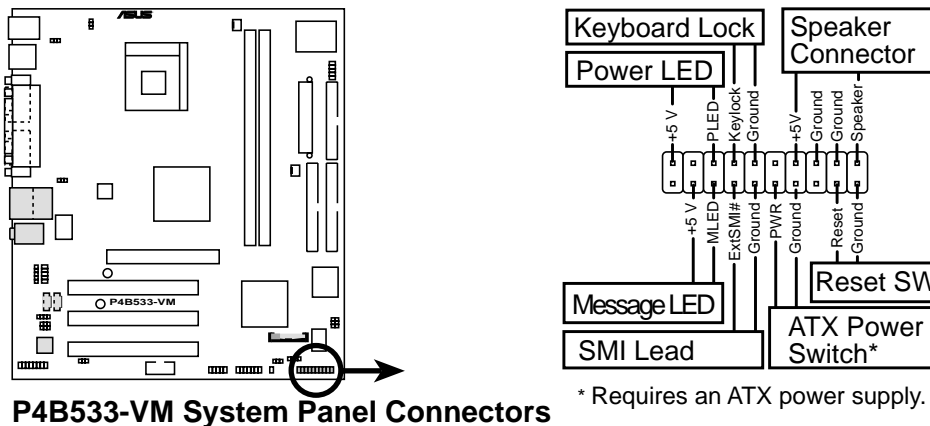 /SUS
P4B533-VM
P4B533-VM System Panel Connectors
Keyboard Lock
Speaker
Connector
Power LED
+5 V
PLED
Keylock
Ground
+5V
Ground
Ground
Speaker
+5 V
MLED
ExtSMI#
Ground
PWR
Ground
Reset
Ground
Reset SW
Message LED
ATX Power
Switch*
SMI Lead
* Requires an ATX power supply.